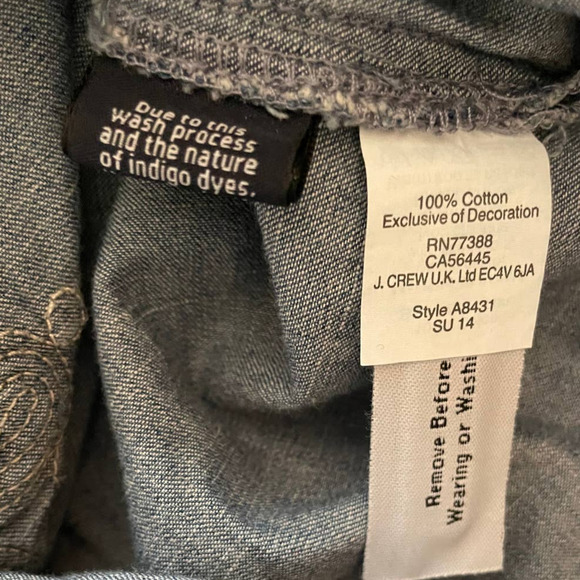 Due to this
wash process
and the nature
of indigo dyes.
100% Cotton
Exclusive of Decoration
RN77388
CA56445
J. CREW U.K. Ltd EC4V 6JA
Style A8431
SU 14
Remove Before
Wearing or Washi